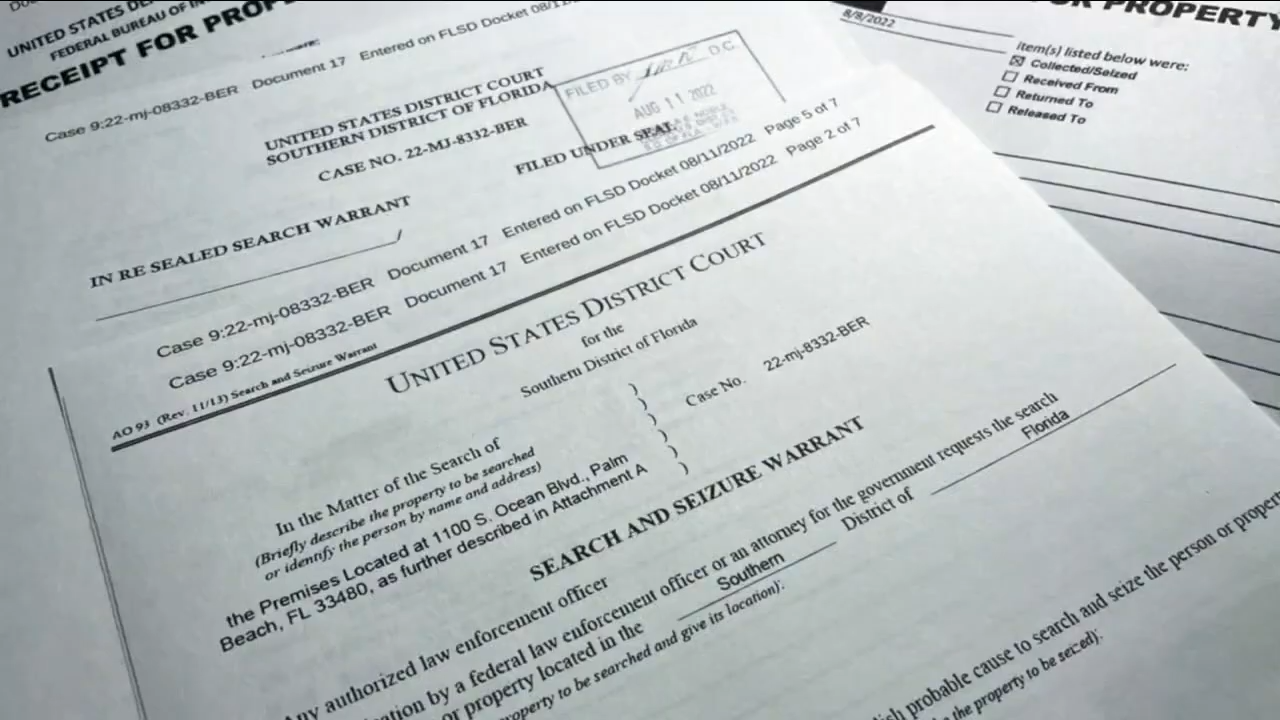 UNITED STATES
FEDERAL BUREAU OF
RECEIPT FOR
8/8/2022
PROPERTY
Item(s) listed below were:
☒ Collected/Seized
☐ Received From
☐ Returned To
☐ Released To
Case 9:22-mj-08332-BER Document 17 Entered on FLSD Docket
UNITED STATES DISTRICT COURT
SOUTHERN DISTRICT OF FLORIDA
CASE NO. 22-MJ-8332-BER
FILED BY D.C.
AUG 11 2022
FILED UNDER SEAL
IN RE SEALED SEARCH WARRANT
Case 9:22-mj-08332-BER Document 17 Entered on FLSD Docket 08/11/2022 Page 5 of 7
Case 9:22-mj-08332-BER Document 17 Entered on FLSD Docket 08/11/2022 Page 2 of 7
AO 93 (Rev. 11/13) Search and Seizure Warrant
UNITED STATES DISTRICT COURT
for the
Southern District of Florida
In the Matter of the Search of
(Briefly describe the property to be searched
or identify the person by name and address)
the Premises Located at 1100 S. Ocean Blvd., Palm
Beach, FL 33480, as further described in Attachment A
)
)
)
)
)
)
Case No. 22-mj-8332-BER
SEARCH AND SEIZURE WARRANT
Any authorized law enforcement officer
by a federal law enforcement officer or an attorney for the government requests the search
or property located in the Southern District of Florida
property to be searched and give its location):
probable cause to search and seize the person or
the property to be seized):